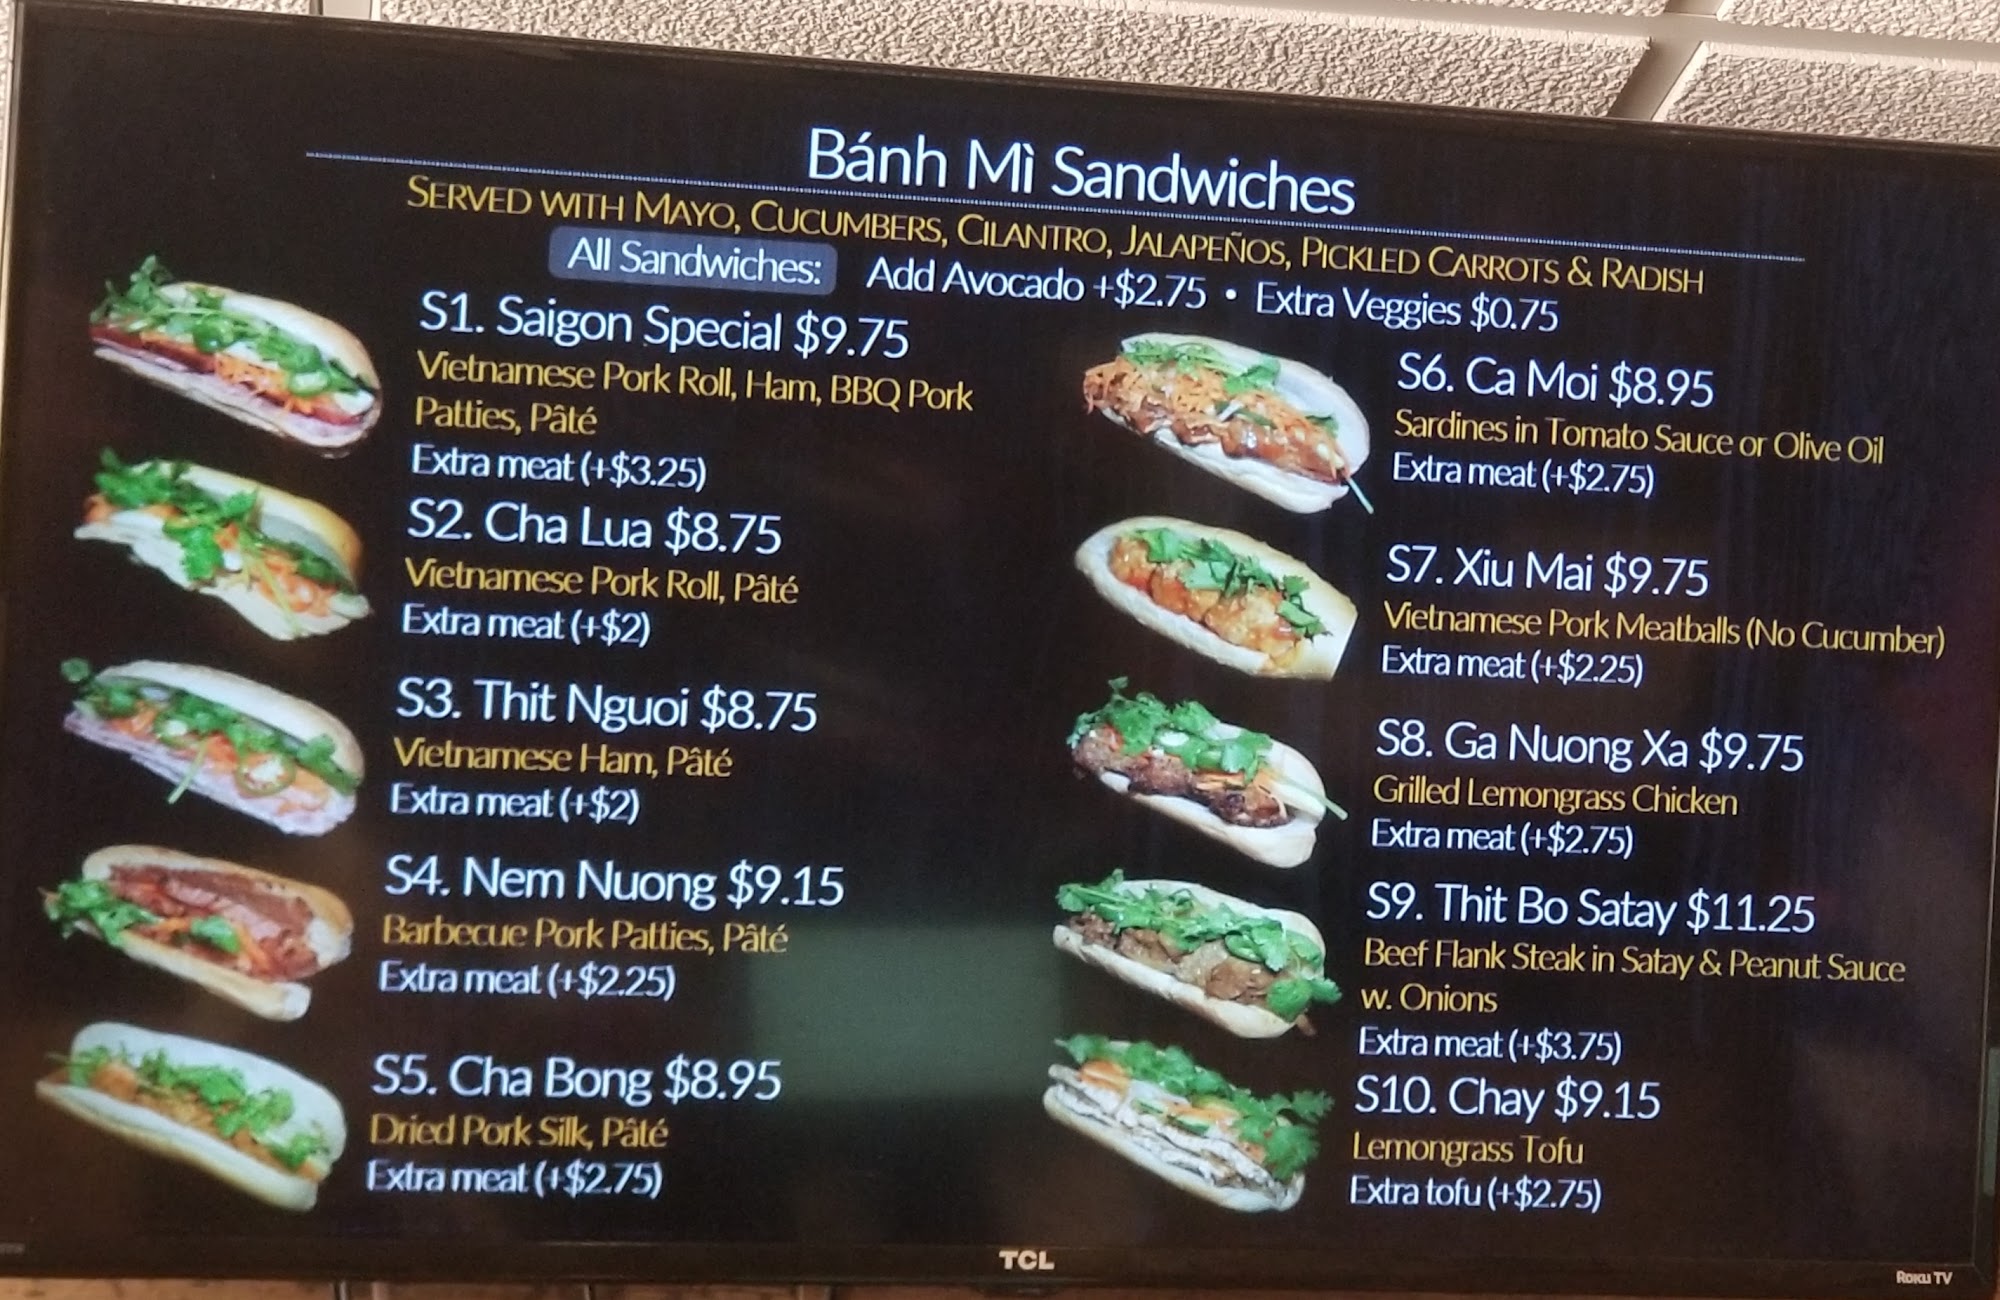 Bánh Mì Sandwiches
Served with Mayo, Cucumbers, Cilantro, Jalapeños, Pickled Carrots & Radish
All Sandwiches: Add Avocado +$2.75 • Extra Veggies $0.75
S1. Saigon Special $9.75
Vietnamese Pork Roll, Ham, BBQ Pork
Patties, Pâté
Extra meat (+$3.25)
S2. Cha Lua $8.75
Vietnamese Pork Roll, Pâté
Extra meat (+$2)
S3. Thit Nguoi $8.75
Vietnamese Ham, Pâté
Extra meat (+$2)
S4. Nem Nuong $9.15
Barbecue Pork Patties, Pâté
Extra meat (+$2.25)
S5. Cha Bong $8.95
Dried Pork Silk, Pâté
Extra meat (+$2.75)
S6. Ca Moi $8.95
Sardines in Tomato Sauce or Olive Oil
Extra meat (+$2.75)
S7. Xiu Mai $9.75
Vietnamese Pork Meatballs (No Cucumber)
Extra meat (+$2.25)
S8. Ga Nuong Xa $9.75
Grilled Lemongrass Chicken
Extra meat (+$2.75)
S9. Thit Bo Satay $11.25
Beef Flank Steak in Satay & Peanut Sauce
w. Onions
Extra meat (+$3.75)
S10. Chay $9.15
Lemongrass Tofu
Extra tofu (+$2.75)
TCL
Roku TV